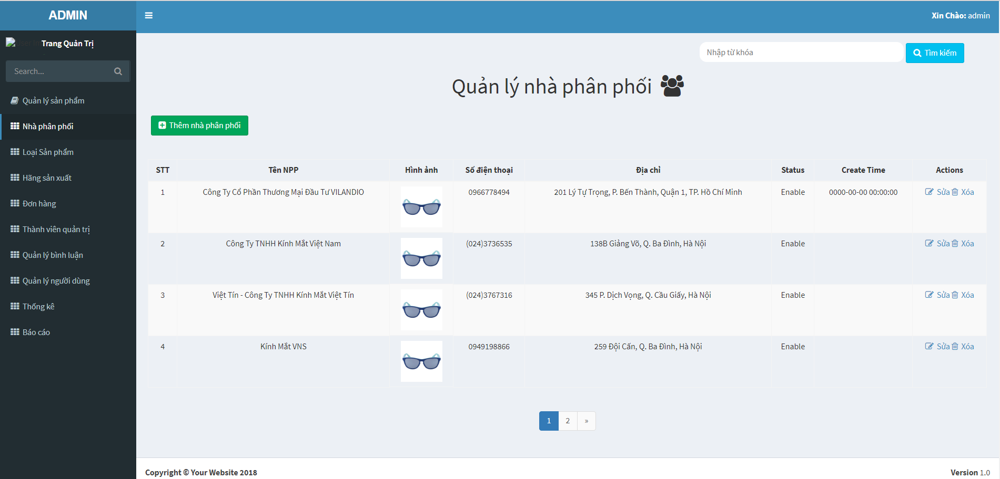 ADMIN
Xin Chào: admin
Trang Quản Trị
Search...
Quản lý sản phẩm
Nhà phân phối
Loại Sản phẩm
Hãng sản xuất
Đơn hàng
Thành viên quản trị
Quản lý bình luận
Quản lý người dùng
Thống kê
Báo cáo
Nhập từ khóa
Tìm kiếm
Quản lý nhà phân phối
Thêm nhà phân phối
STT Tên NPP Hình ảnh Số điện thoại Địa chỉ Status Create Time Actions
1 Công Ty Cổ Phần Thương Mại Đầu Tư VILANDIO 0966778494 201 Lý Tự Trọng, P. Bến Thành, Quận 1, TP. Hồ Chí Minh Enable 0000-00-00 00:00:00 Sửa Xóa
2 Công Ty TNHH Kính Mắt Việt Nam (024)3736535 138B Giảng Võ, Q. Ba Đình, Hà Nội Enable Sửa Xóa
3 Việt Tín - Công Ty TNHH Kính Mắt Việt Tín (024)3767316 345 P. Dịch Vọng, Q. Cầu Giấy, Hà Nội Enable Sửa Xóa
4 Kính Mắt VNS 0949198866 259 Đội Cấn, Q. Ba Đình, Hà Nội Enable Sửa Xóa
1 2 »
Copyright © Your Website 2018
Version 1.0